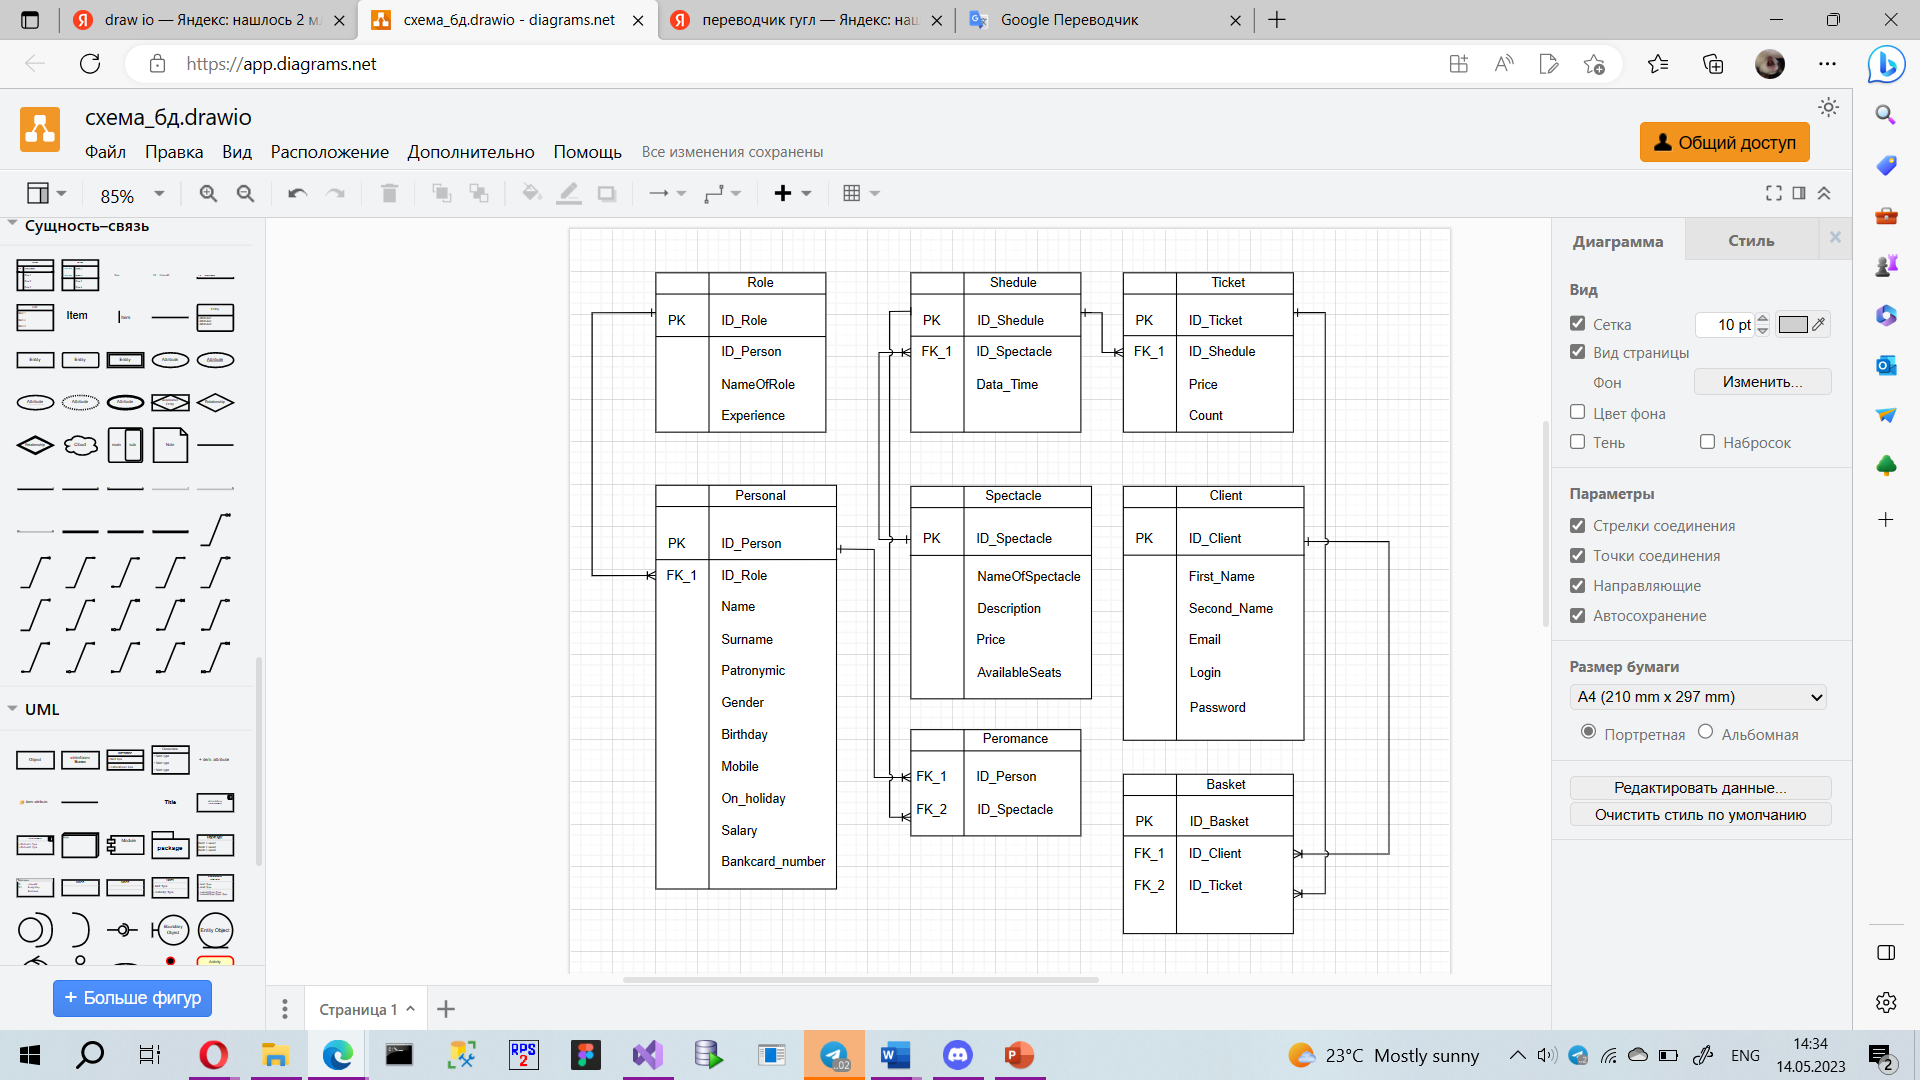 draw io — Яндекс: нашлось 2 м
схема_бд.drawio - diagrams.net
переводчик гугл — Яндекс: наш
Google Переводчик
https://app.diagrams.net
схема_бд.drawio
Файл Правка Вид Расположение Дополнительно Помощь Все изменения сохранены
Общий доступ
85%
Сущность–связь
Item
UML
Title
package
+ Больше фигур
Role
PK ID_Role
ID_Person
NameOfRole
Experience
Shedule
PK ID_Shedule
FK_1 ID_Spectacle
Data_Time
Ticket
PK ID_Ticket
FK_1 ID_Shedule
Price
Count
Personal
PK ID_Person
FK_1 ID_Role
Name
Surname
Patronymic
Gender
Birthday
Mobile
On_holiday
Salary
Bankcard_number
Spectacle
PK ID_Spectacle
NameOfSpectacle
Description
Price
AvailableSeats
Client
PK ID_Client
First_Name
Second_Name
Email
Login
Password
Peromance
FK_1 ID_Person
FK_2 ID_Spectacle
Basket
PK ID_Basket
FK_1 ID_Client
FK_2 ID_Ticket
Диаграмма Стиль
Вид
Сетка 10 pt
Вид страницы
Фон Изменить...
Цвет фона
Тень Набросок
Параметры
Стрелки соединения
Точки соединения
Направляющие
Автосохранение
Размер бумаги
A4 (210 mm x 297 mm)
Портретная Альбомная
Редактировать данные...
Очистить стиль по умолчанию
Страница 1
RPS
2
..02
23°C Mostly sunny
ENG
14:34
14.05.2023
2